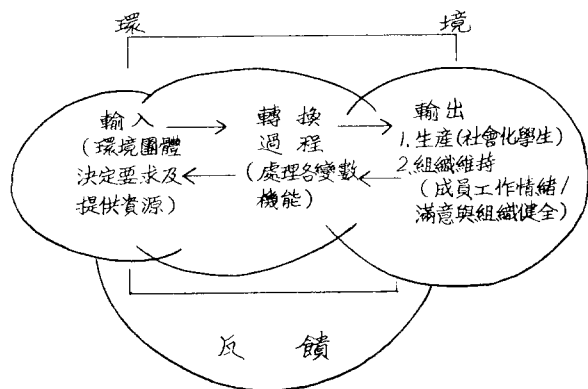 環 境
輸入
(環境團體
決定要求及
提供資源)
轉換
過程
(處理各變數
機能)
輸出
1.生產(社會化學生)
2.組織維持
(成員工作情緒/
滿意與組織健全)
瓦饋